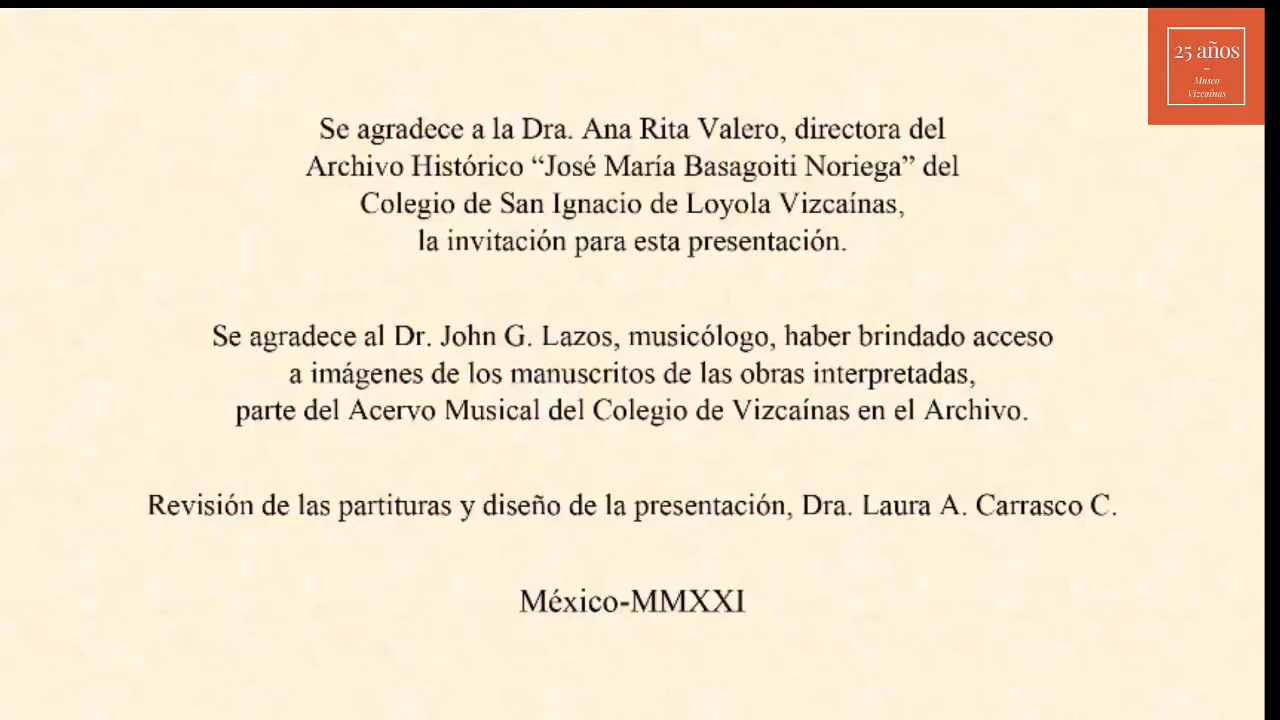 25 años
–
Museo
Vizcaínas
Se agradece a la Dra. Ana Rita Valero, directora del
Archivo Histórico “José María Basagoiti Noriega” del
Colegio de San Ignacio de Loyola Vizcaínas,
la invitación para esta presentación.
Se agradece al Dr. John G. Lazos, musicólogo, haber brindado acceso
a imágenes de los manuscritos de las obras interpretadas,
parte del Acervo Musical del Colegio de Vizcaínas en el Archivo.
Revisión de las partituras y diseño de la presentación, Dra. Laura A. Carrasco C.
México-MMXXI